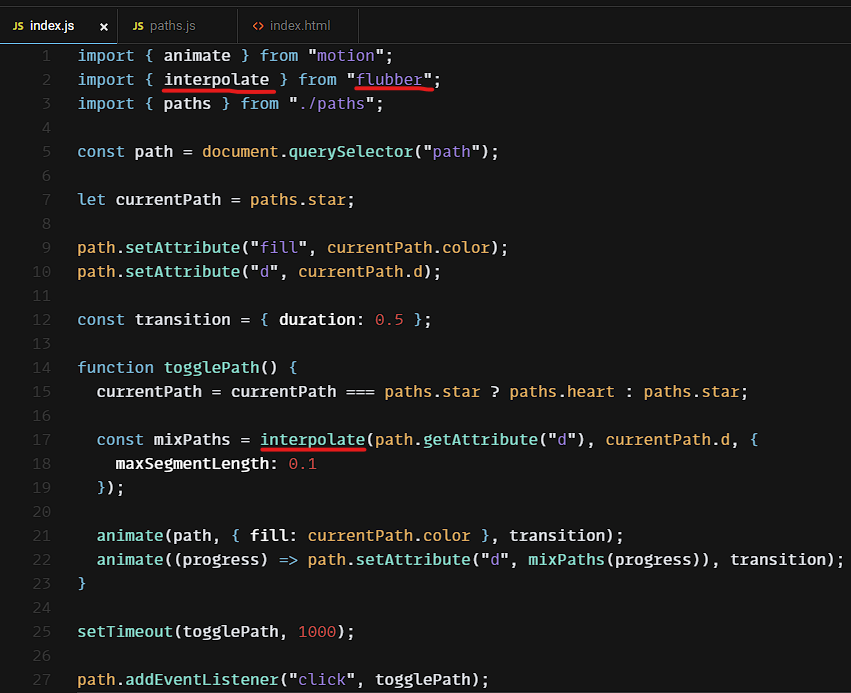 JS index.js × JS paths.js <> index.html
1 import { animate } from "motion";
2 import { interpolate } from "flubber";
3 import { paths } from "./paths";
4
5 const path = document.querySelector("path");
6
7 let currentPath = paths.star;
8
9 path.setAttribute("fill", currentPath.color);
10 path.setAttribute("d", currentPath.d);
11
12 const transition = { duration: 0.5 };
13
14 function togglePath() {
15   currentPath = currentPath === paths.star ? paths.heart : paths.star;
16
17   const mixPaths = interpolate(path.getAttribute("d"), currentPath.d, {
18     maxSegmentLength: 0.1
19   });
20
21   animate(path, { fill: currentPath.color }, transition);
22   animate((progress) => path.setAttribute("d", mixPaths(progress)), transition);
23 }
24
25 setTimeout(togglePath, 1000);
26
27 path.addEventListener("click", togglePath);